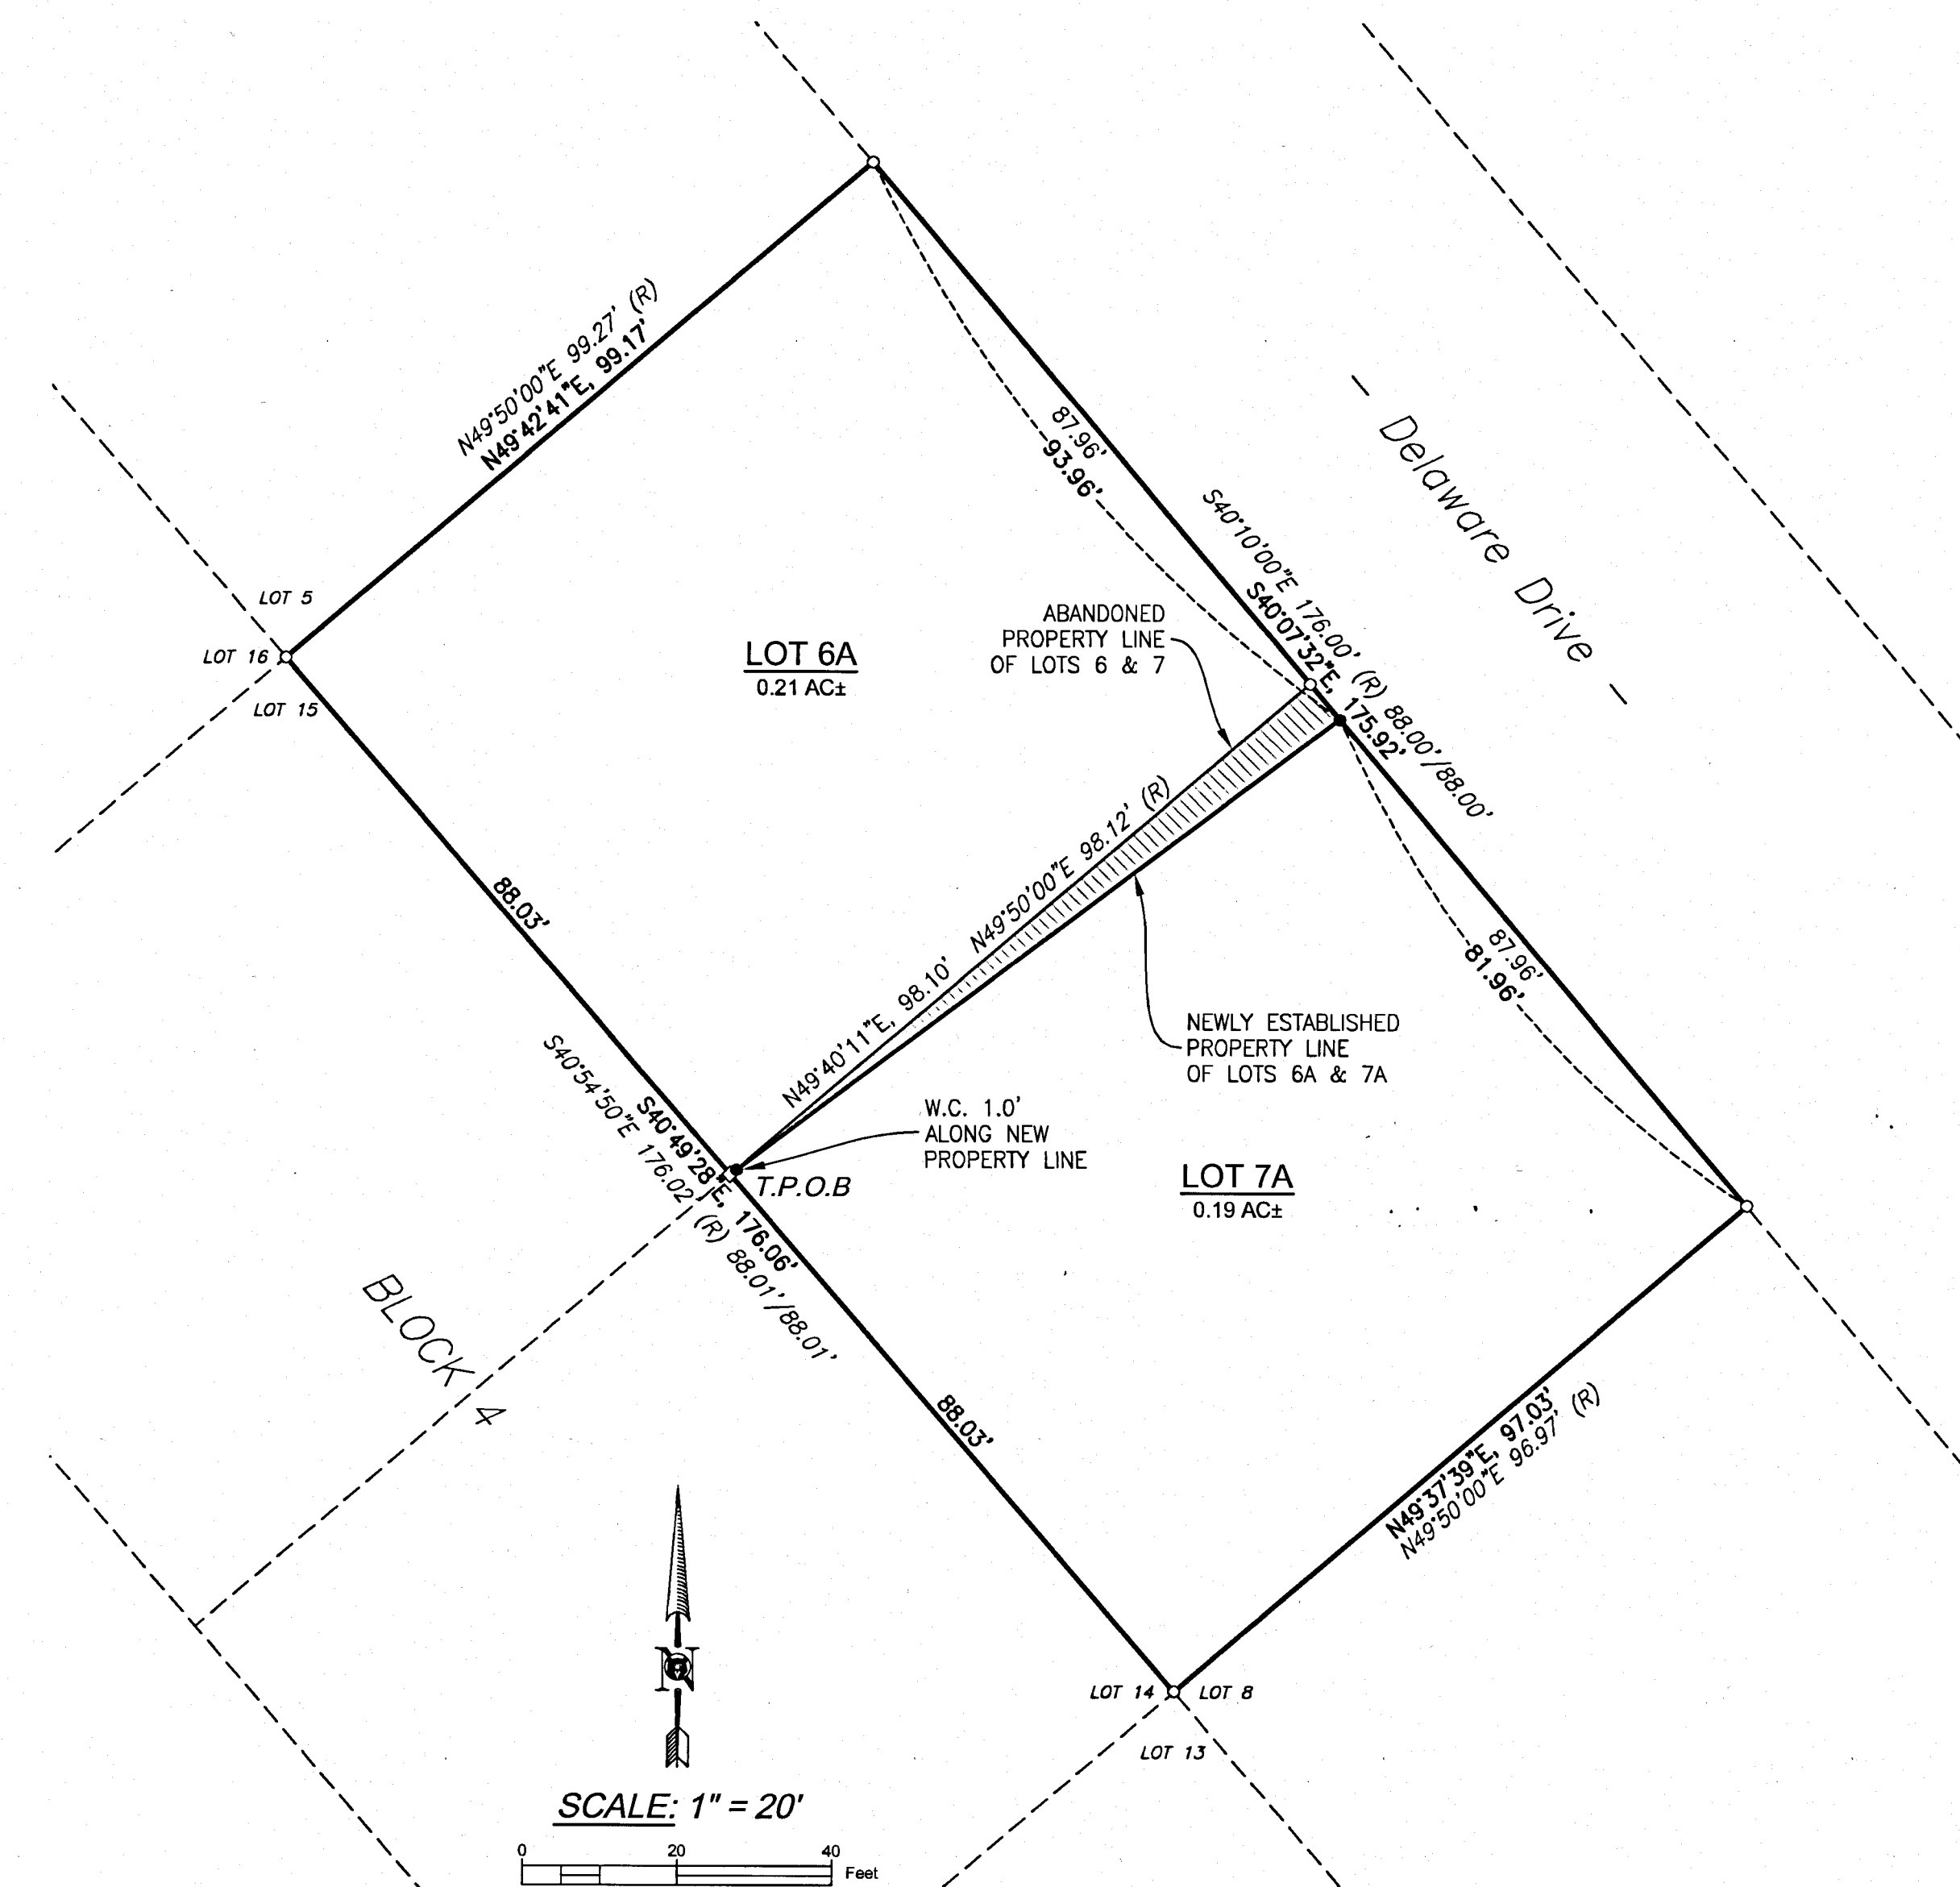 N49°50'00"E 99.27' (R)
N49°42'41"E, 99.17'
87.96'
93.96'
— Delaware Drive —
S40°10'00"E 176.00' (R) 88.00'/88.00'
S40°07'32"E, 175.92'
LOT 5
LOT 16
LOT 15
LOT 6A
0.21 AC±
ABANDONED
PROPERTY LINE
OF LOTS 6 & 7
88.03'
N49°40'11"E, 98.10'
N49°50'00"E 98.12' (R)
87.96'
81.96'
NEWLY ESTABLISHED
PROPERTY LINE
OF LOTS 6A & 7A
W.C. 1.0'
ALONG NEW
PROPERTY LINE
T.P.O.B
S40°49'28"E, 176.06'
S40°54'50"E 176.02' (R) 88.01'/88.01'
LOT 7A
0.19 AC±
BLOCK 4
88.03'
N49°37'39"E, 97.03'
N49°50'00"E 96.97' (R)
N
LOT 14
LOT 8
LOT 13
SCALE: 1" = 20'
0 20 40
Feet